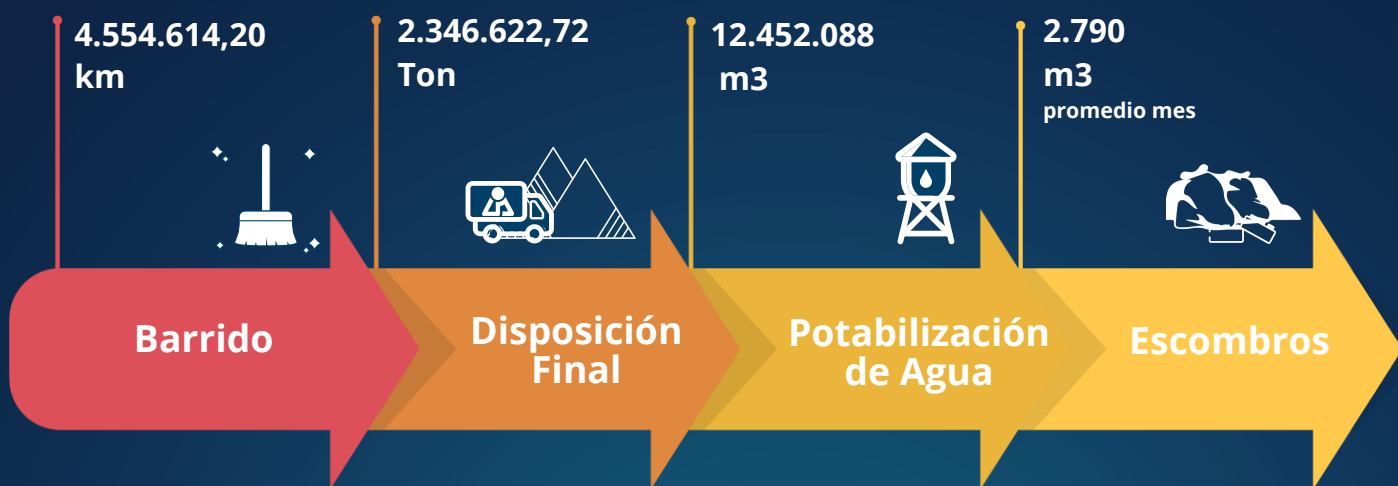 4.554.614,20
km
2.346.622,72
Ton
12.452.088
m3
2.790
m3
promedio mes
Barrido
Disposición
Final
Potabilización
de Agua
Escombros